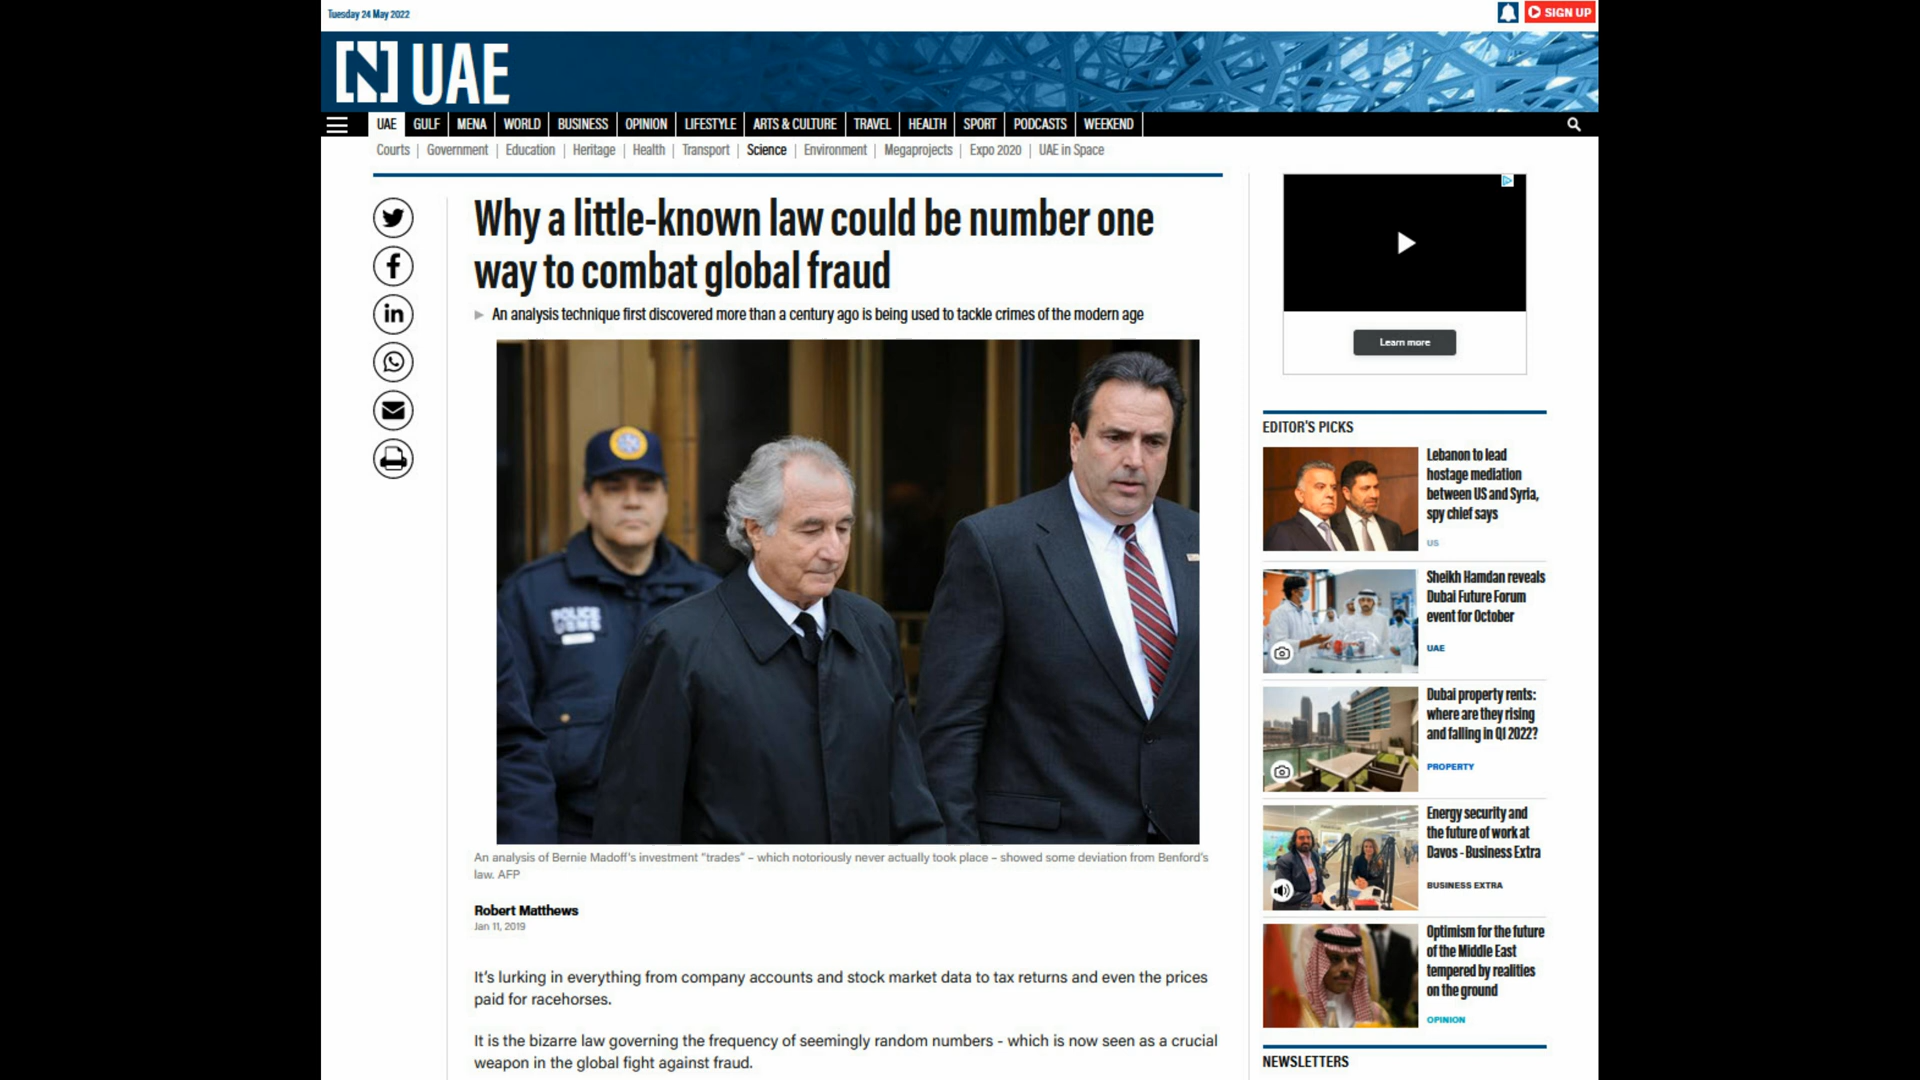 Tuesday 24 May 2022
SIGN UP
[N] UAE
UAE
GULF
MENA
WORLD
BUSINESS
OPINION
LIFESTYLE
ARTS & CULTURE
TRAVEL
HEALTH
SPORT
PODCASTS
WEEKEND
Courts | Government | Education | Heritage | Health | Transport | Science | Environment | Megaprojects | Expo 2020 | UAE in Space
Why a little-known law could be number one
way to combat global fraud
An analysis technique first discovered more than a century ago is being used to tackle crimes of the modern age
POLICE
USMS
An analysis of Bernie Madoff's investment "trades" – which notoriously never actually took place – showed some deviation from Benford's
law. AFP
Robert Matthews
Jan 11, 2019
It's lurking in everything from company accounts and stock market data to tax returns and even the prices
paid for racehorses.
It is the bizarre law governing the frequency of seemingly random numbers - which is now seen as a crucial
weapon in the global fight against fraud.
Learn more
EDITOR'S PICKS
Lebanon to lead
hostage mediation
between US and Syria,
spy chief says
US
Sheikh Hamdan reveals
Dubai Future Forum
event for October
UAE
Dubai property rents:
where are they rising
and falling in Q1 2022?
PROPERTY
Energy security and
the future of work at
Davos - Business Extra
BUSINESS EXTRA
Optimism for the future
of the Middle East
tempered by realities
on the ground
OPINION
NEWSLETTERS